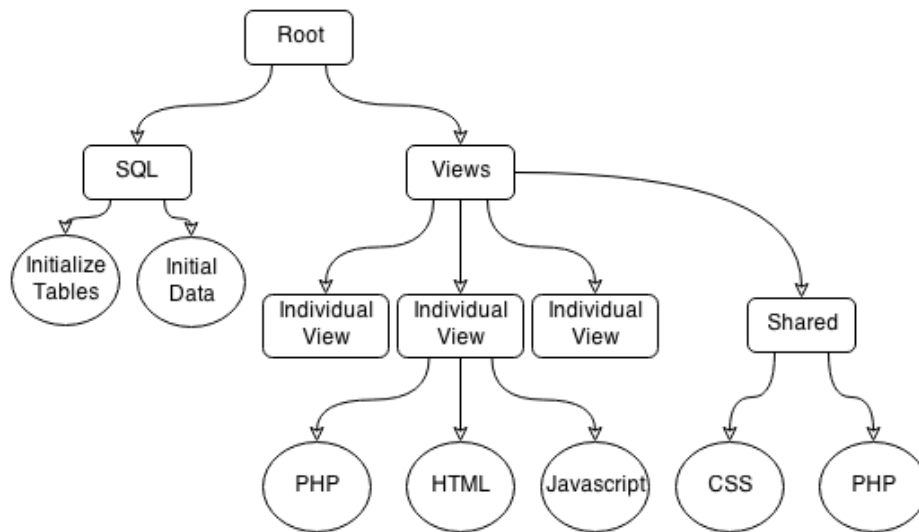 Root
SQL
Views
Initialize
Tables
Initial
Data
Individual
View
Individual
View
Individual
View
Shared
PHP
HTML
Javascript
CSS
PHP